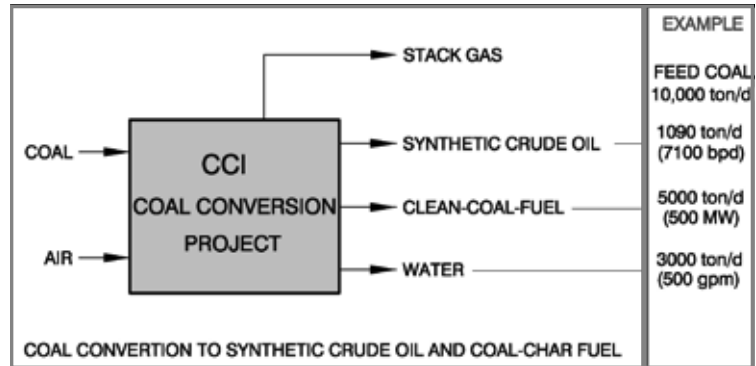 EXAMPLE
STACK GAS
FEED COAL
10,000 ton/d
COAL
CCI
COAL CONVERSION
PROJECT
SYNTHETIC CRUDE OIL
1090 ton/d
(7100 bpd)
CLEAN-COAL-FUEL
5000 ton/d
(500 MW)
AIR
WATER
3000 ton/d
(500 gpm)
COAL CONVERTION TO SYNTHETIC CRUDE OIL AND COAL-CHAR FUEL